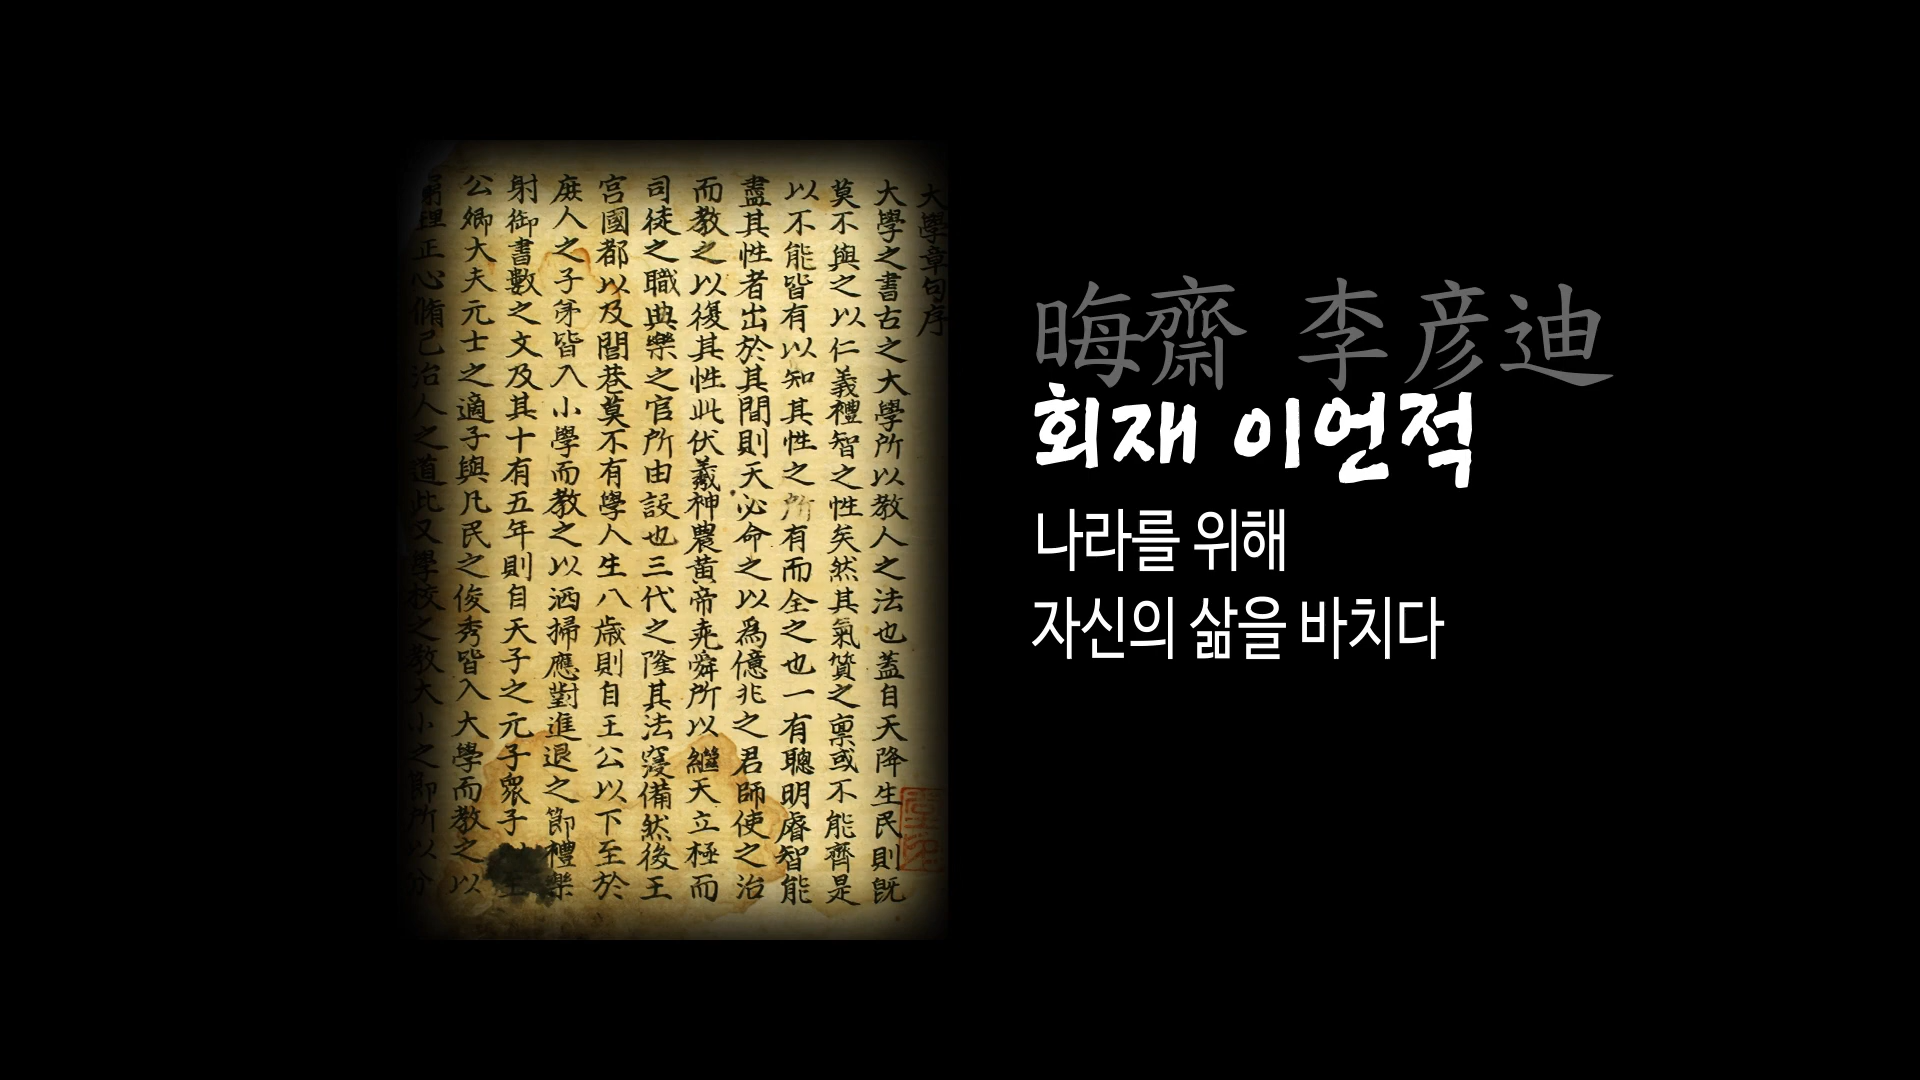 大學章句序
大學之書古之大學所以教人之法也蓋自天降生民則既
莫不與之以仁義禮智之性矣然其氣質之稟或不能齊是
以不能皆有以知其性之所有而全之也一有聰明睿智能
盡其性者出於其間則天必命之以爲億兆之君師使之治
而教之以復其性此伏羲神農黃帝堯舜所以繼天立極而
司徒之職典樂之官所由設也三代之隆其法寖備然後王
宮國都以及閭巷莫不有學人生八歲則自王公以下至於
庶人之子弟皆入小學而教之以洒掃應對進退之節禮樂
射御書數之文及其十有五年則自天子之元子衆子
公卿大夫元士之適子與凡民之俊秀皆入大學而教之以
窮理正心脩己治人之道此又學校之教大小之節所以分
晦齋 李彦迪
회재 이언적
나라를 위해
자신의 삶을 바치다